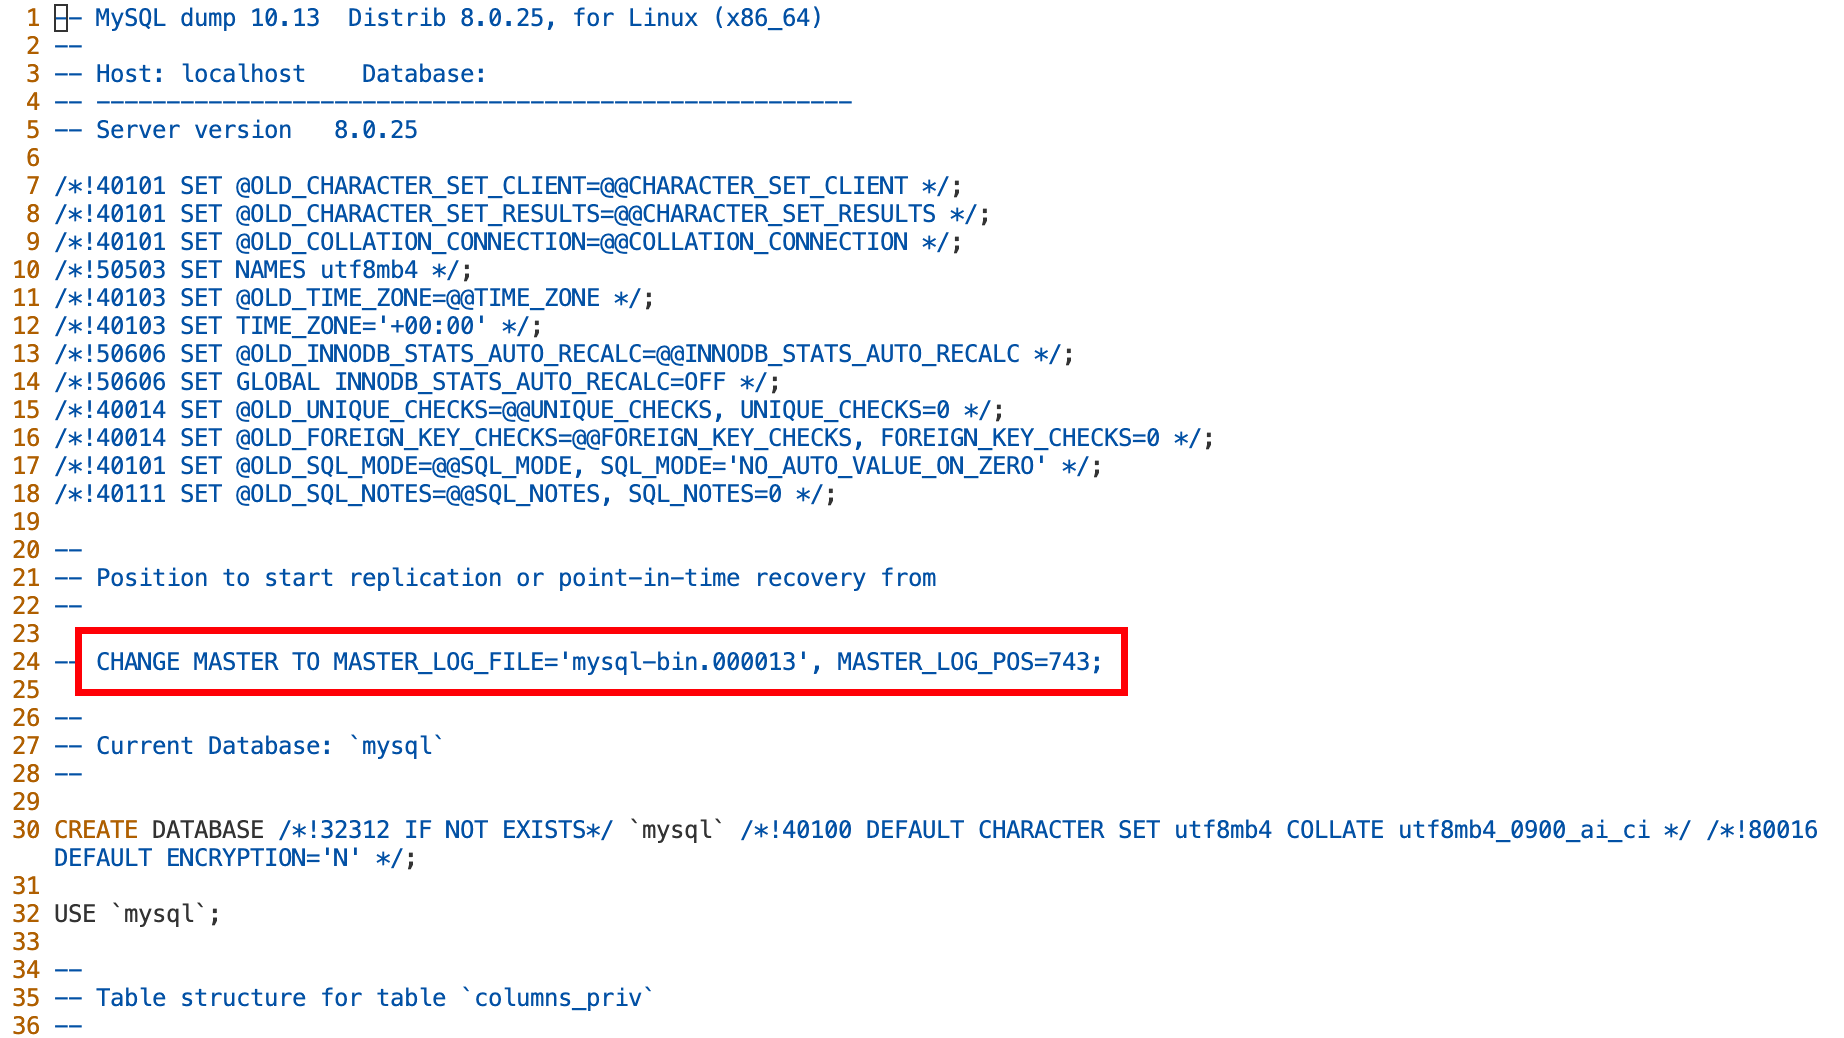 1 -- MySQL dump 10.13  Distrib 8.0.25, for Linux (x86_64)
2 --
3 -- Host: localhost    Database:
4 -- ------------------------------------------------------
5 -- Server version   8.0.25
6
7 /*!40101 SET @OLD_CHARACTER_SET_CLIENT=@@CHARACTER_SET_CLIENT */;
8 /*!40101 SET @OLD_CHARACTER_SET_RESULTS=@@CHARACTER_SET_RESULTS */;
9 /*!40101 SET @OLD_COLLATION_CONNECTION=@@COLLATION_CONNECTION */;
10 /*!50503 SET NAMES utf8mb4 */;
11 /*!40103 SET @OLD_TIME_ZONE=@@TIME_ZONE */;
12 /*!40103 SET TIME_ZONE='+00:00' */;
13 /*!50606 SET @OLD_INNODB_STATS_AUTO_RECALC=@@INNODB_STATS_AUTO_RECALC */;
14 /*!50606 SET GLOBAL INNODB_STATS_AUTO_RECALC=OFF */;
15 /*!40014 SET @OLD_UNIQUE_CHECKS=@@UNIQUE_CHECKS, UNIQUE_CHECKS=0 */;
16 /*!40014 SET @OLD_FOREIGN_KEY_CHECKS=@@FOREIGN_KEY_CHECKS, FOREIGN_KEY_CHECKS=0 */;
17 /*!40101 SET @OLD_SQL_MODE=@@SQL_MODE, SQL_MODE='NO_AUTO_VALUE_ON_ZERO' */;
18 /*!40111 SET @OLD_SQL_NOTES=@@SQL_NOTES, SQL_NOTES=0 */;
19
20 --
21 -- Position to start replication or point-in-time recovery from
22 --
23
24 -- CHANGE MASTER TO MASTER_LOG_FILE='mysql-bin.000013', MASTER_LOG_POS=743;
25
26 --
27 -- Current Database: `mysql`
28 --
29
30 CREATE DATABASE /*!32312 IF NOT EXISTS*/ `mysql` /*!40100 DEFAULT CHARACTER SET utf8mb4 COLLATE utf8mb4_0900_ai_ci */ /*!80016
DEFAULT ENCRYPTION='N' */;
31
32 USE `mysql`;
33
34 --
35 -- Table structure for table `columns_priv`
36 --